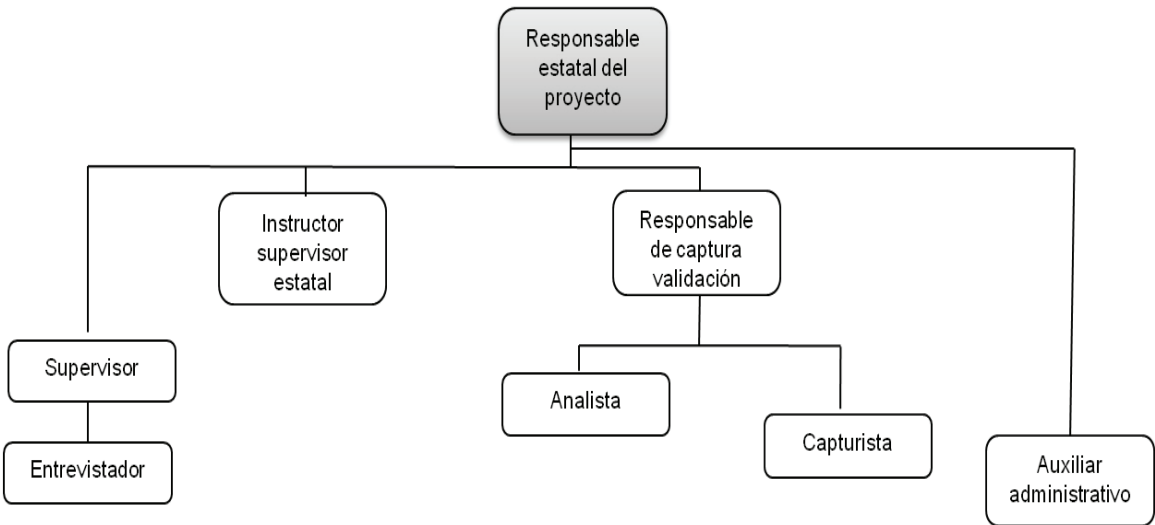 Responsable
estatal del
proyecto
Instructor
supervisor
estatal
Responsable
de captura
validación
Supervisor
Analista
Capturista
Entrevistador
Auxiliar
administrativo